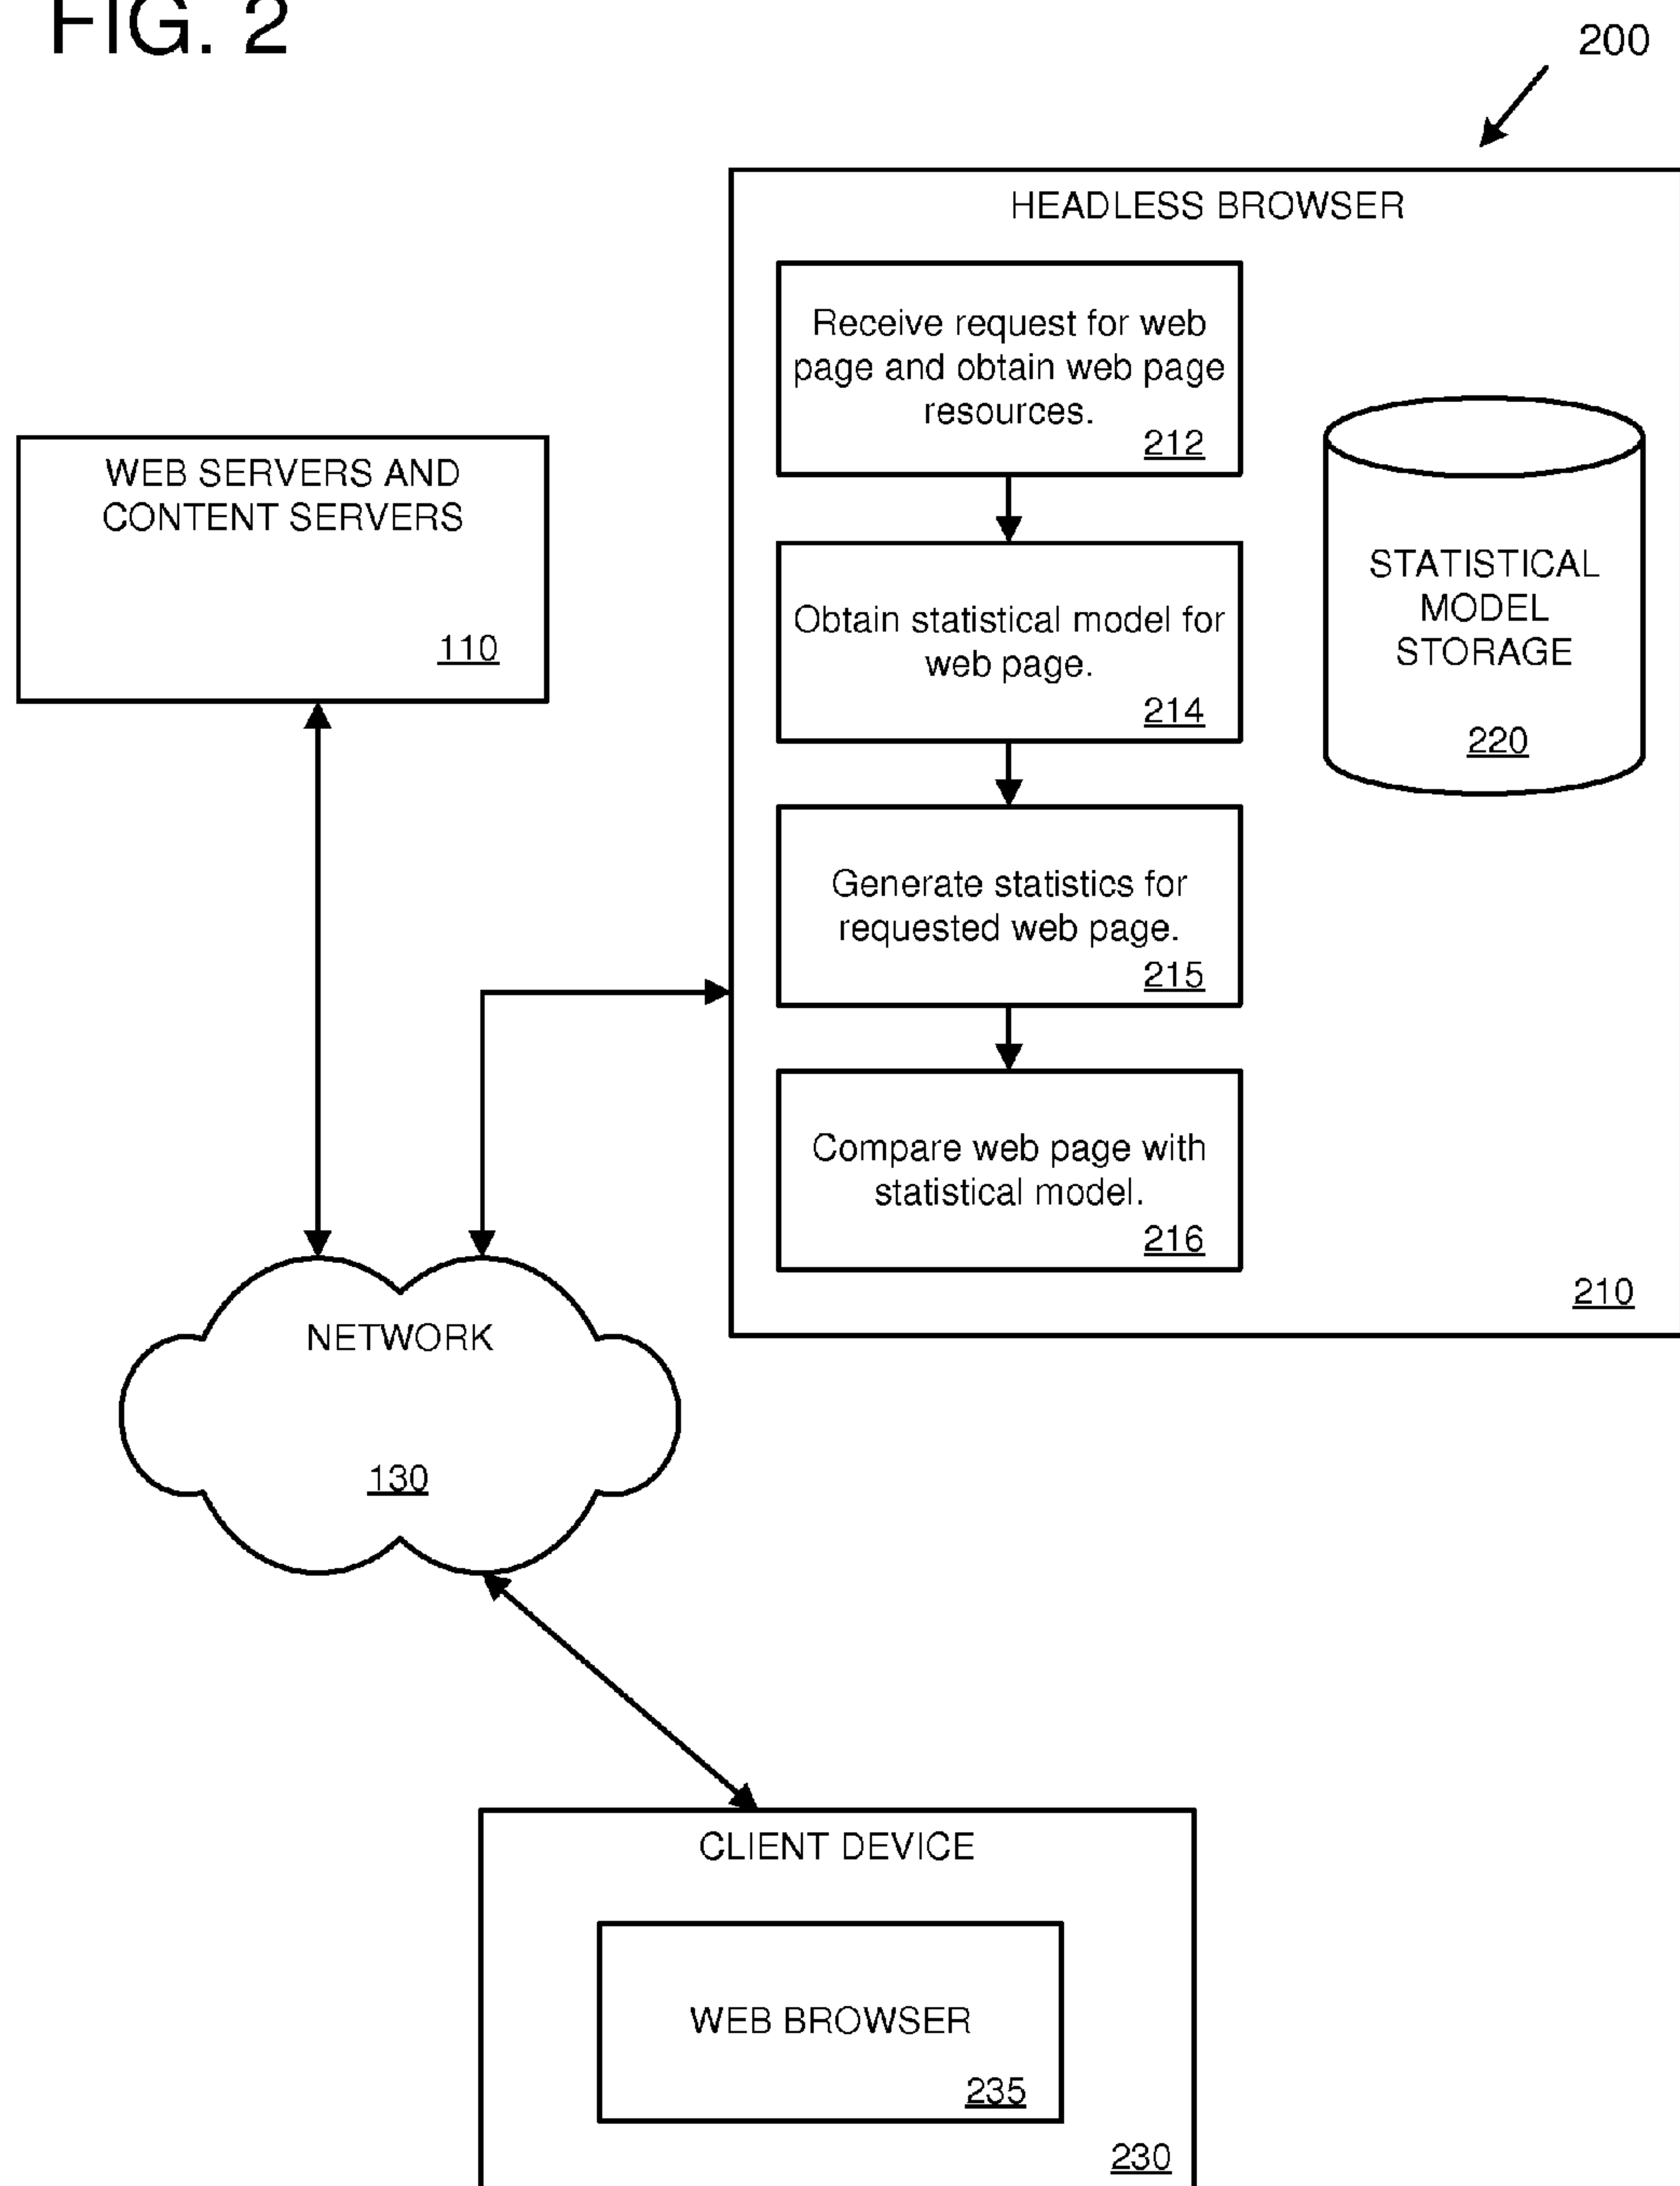 FIG. 2
200
HEADLESS BROWSER
Receive request for web
page and obtain web page
resources.
212
WEB SERVERS AND
CONTENT SERVERS
110
Obtain statistical model for
web page.
214
STATISTICAL
MODEL
STORAGE
220
Generate statistics for
requested web page.
215
Compare web page with
statistical model.
216
210
NETWORK
130
CLIENT DEVICE
WEB BROWSER
235
230